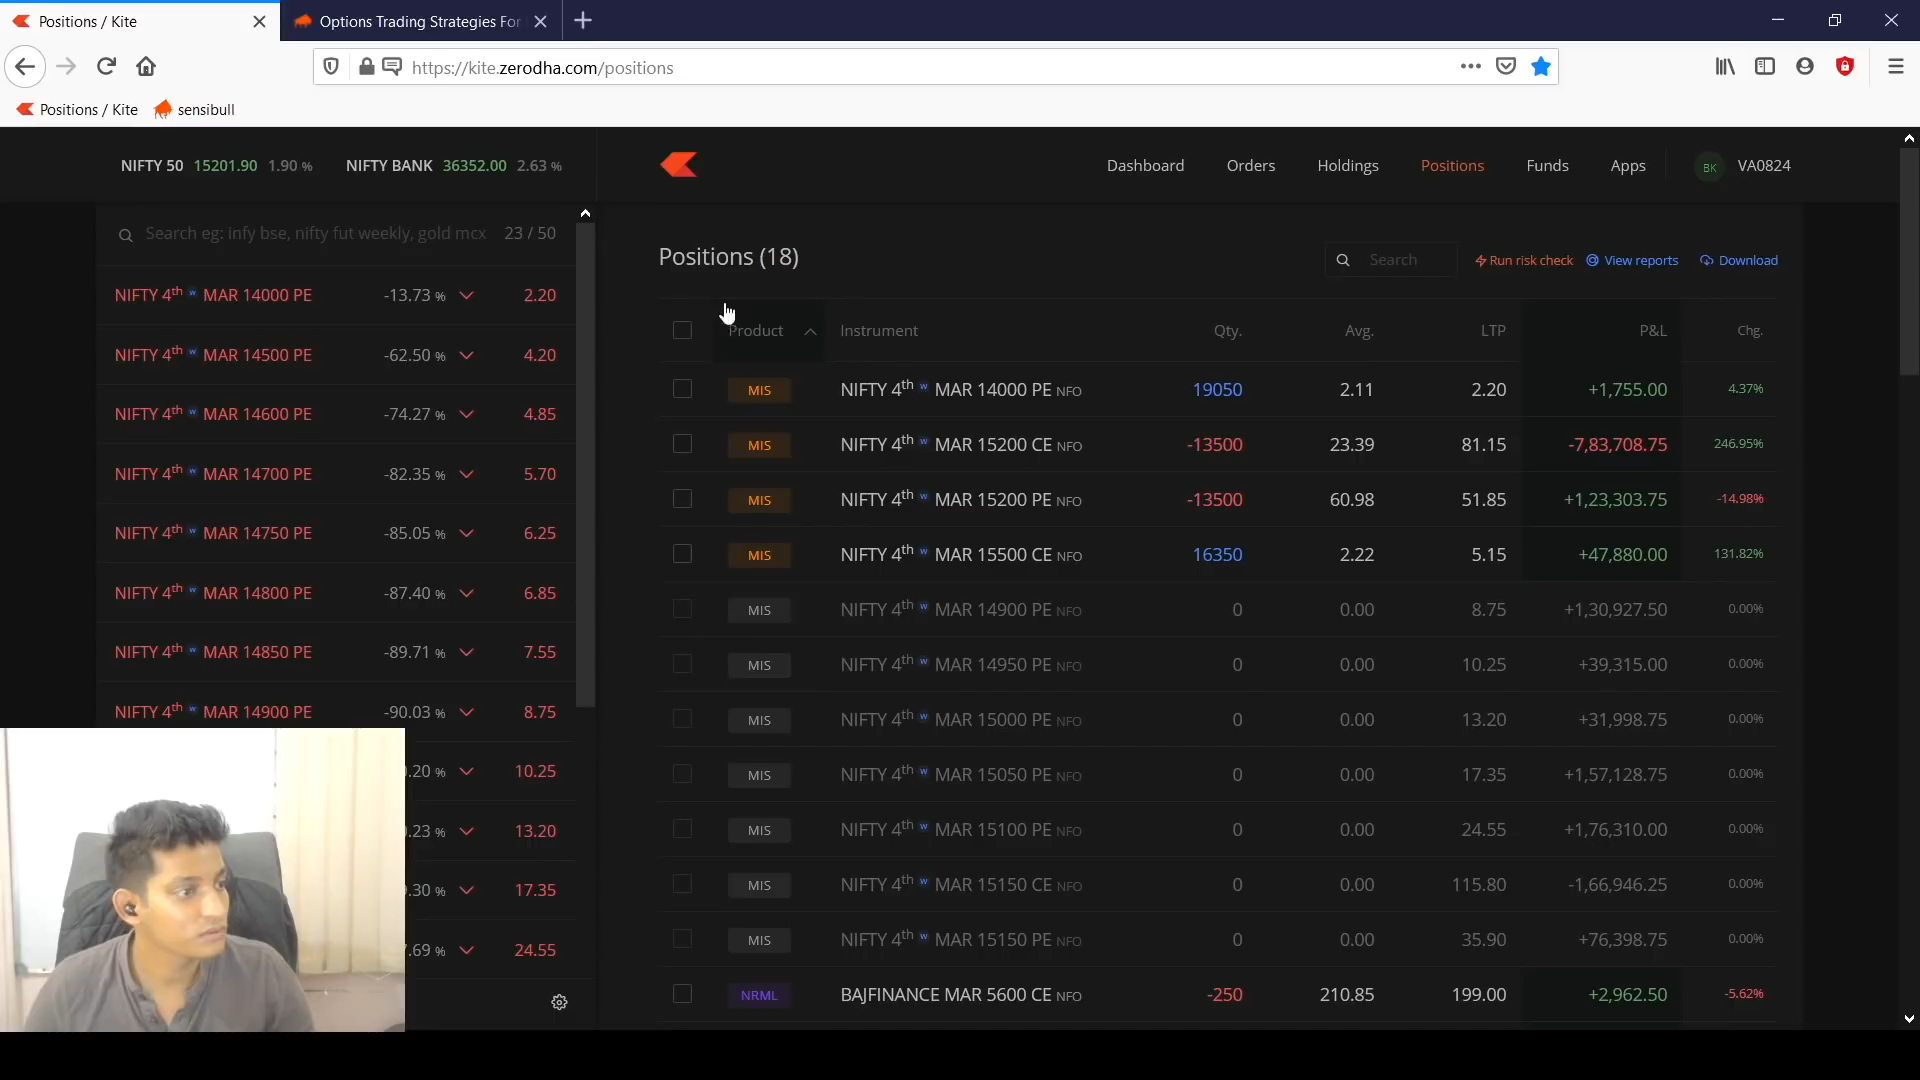 Positions / Kite
Options Trading Strategies For
https://kite.zerodha.com/positions
Positions / Kite
sensibull
NIFTY 50 15201.90 1.90 %
NIFTY BANK 36352.00 2.63 %
Dashboard
Orders
Holdings
Positions
Funds
Apps
BK
VA0824
Search eg: infy bse, nifty fut weekly, gold mcx 23 / 50
NIFTY 4th w MAR 14000 PE -13.73 % 2.20
NIFTY 4th w MAR 14500 PE -62.50 % 4.20
NIFTY 4th w MAR 14600 PE -74.27 % 4.85
NIFTY 4th w MAR 14700 PE -82.35 % 5.70
NIFTY 4th w MAR 14750 PE -85.05 % 6.25
NIFTY 4th w MAR 14800 PE -87.40 % 6.85
NIFTY 4th w MAR 14850 PE -89.71 % 7.55
NIFTY 4th w MAR 14900 PE -90.03 % 8.75
.20 % 10.25
.23 % 13.20
.30 % 17.35
.69 % 24.55
Positions (18)
Search
Run risk check
View reports
Download
Product Instrument Qty. Avg. LTP P&L Chg.
MIS NIFTY 4th w MAR 14000 PE NFO 19050 2.11 2.20 +1,755.00 4.37%
MIS NIFTY 4th w MAR 15200 CE NFO -13500 23.39 81.15 -7,83,708.75 246.95%
MIS NIFTY 4th w MAR 15200 PE NFO -13500 60.98 51.85 +1,23,303.75 -14.98%
MIS NIFTY 4th w MAR 15500 CE NFO 16350 2.22 5.15 +47,880.00 131.82%
MIS NIFTY 4th w MAR 14900 PE NFO 0 0.00 8.75 +1,30,927.50 0.00%
MIS NIFTY 4th w MAR 14950 PE NFO 0 0.00 10.25 +39,315.00 0.00%
MIS NIFTY 4th w MAR 15000 PE NFO 0 0.00 13.20 +31,998.75 0.00%
MIS NIFTY 4th w MAR 15050 PE NFO 0 0.00 17.35 +1,57,128.75 0.00%
MIS NIFTY 4th w MAR 15100 PE NFO 0 0.00 24.55 +1,76,310.00 0.00%
MIS NIFTY 4th w MAR 15150 CE NFO 0 0.00 115.80 -1,66,946.25 0.00%
MIS NIFTY 4th w MAR 15150 PE NFO 0 0.00 35.90 +76,398.75 0.00%
NRML BAJFINANCE MAR 5600 CE NFO -250 210.85 199.00 +2,962.50 -5.62%